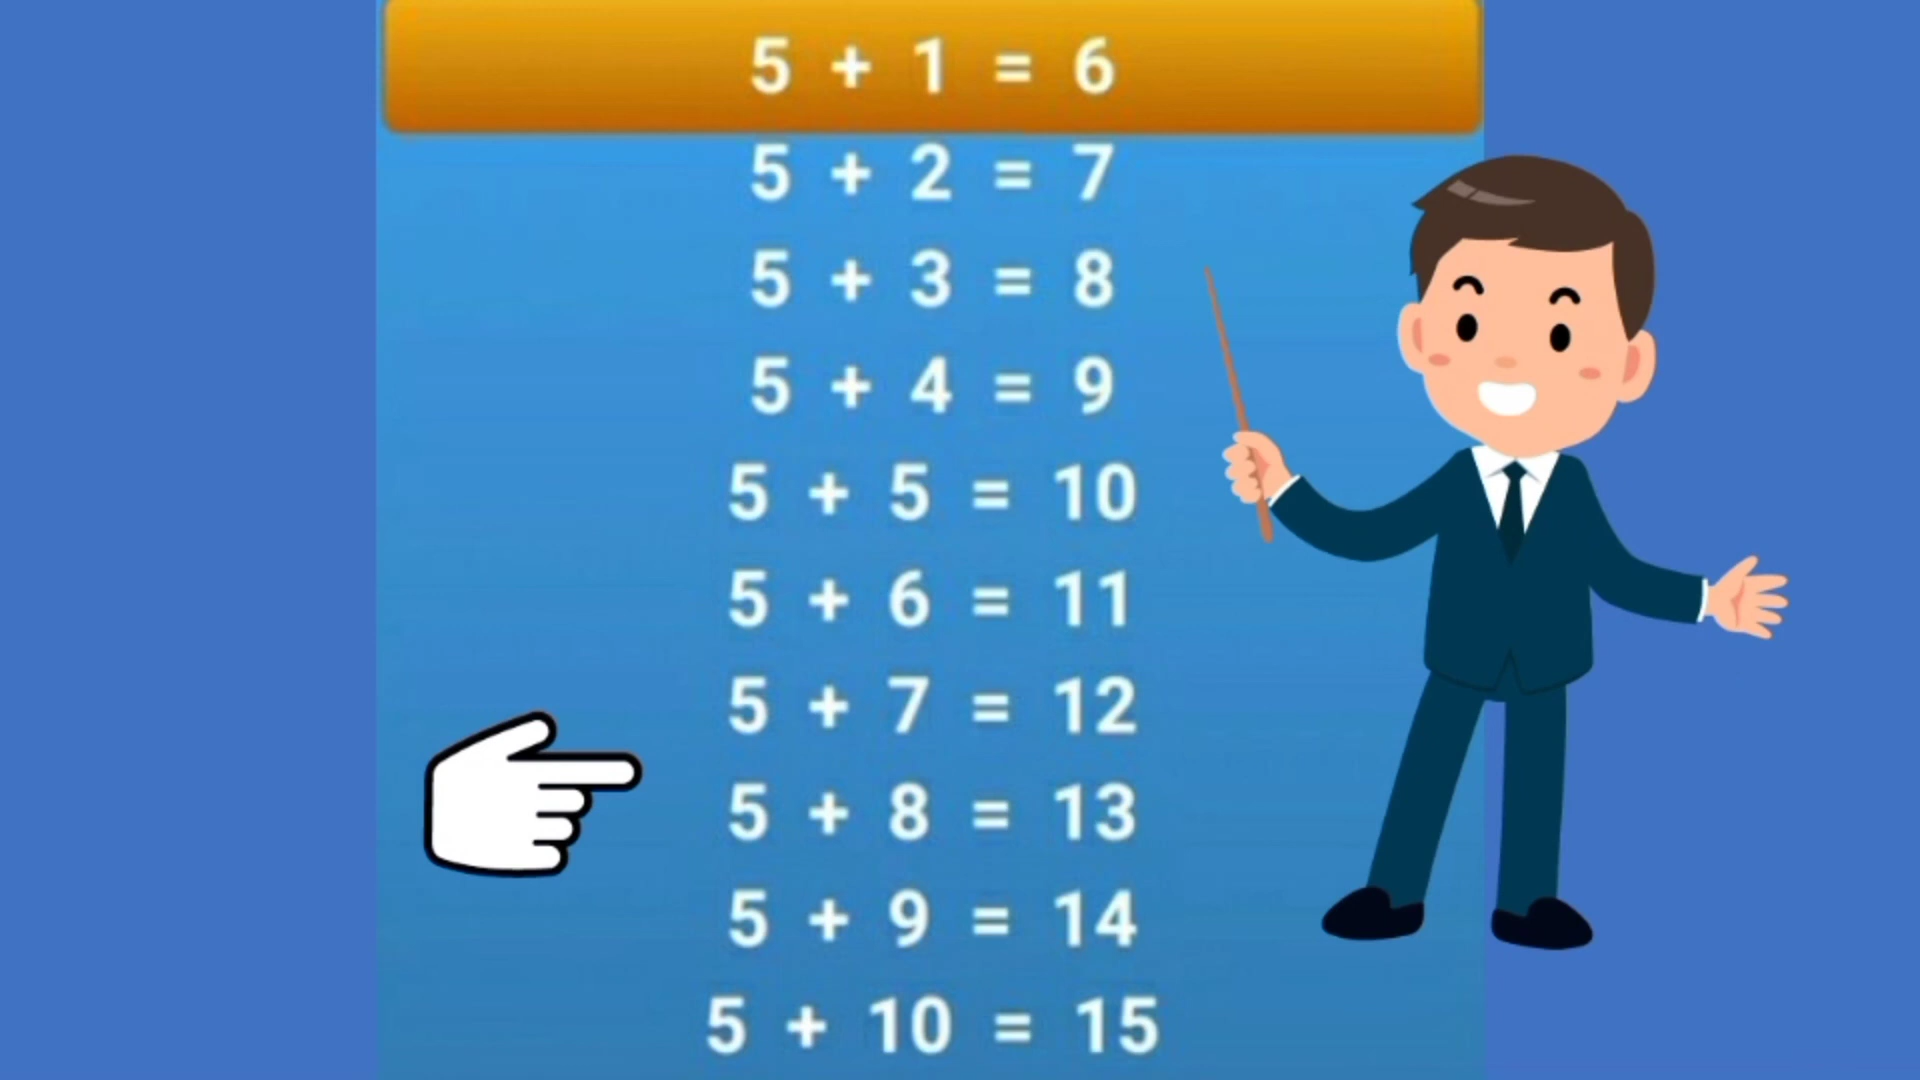 5 + 1 = 6
5 + 2 = 7
5 + 3 = 8
5 + 4 = 9
5 + 5 = 10
5 + 6 = 11
5 + 7 = 12
5 + 8 = 13
5 + 9 = 14
5 + 10 = 15